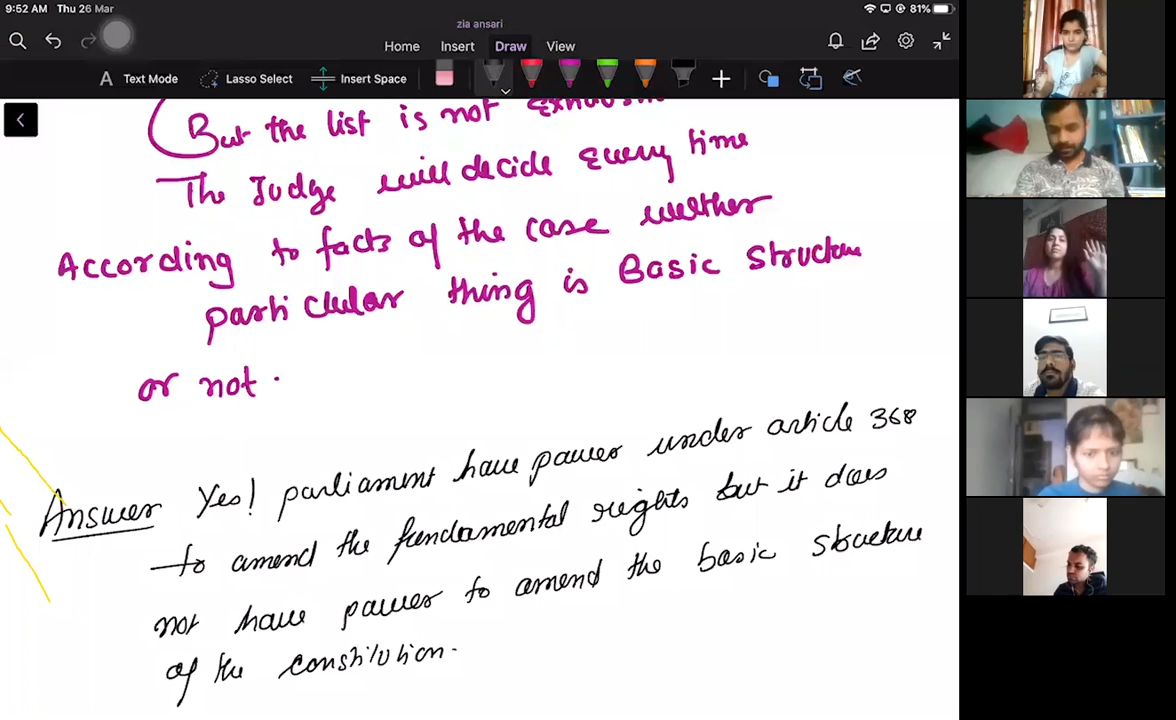 9:52 AM Thu 26 Mar
81%
zia ansari
Home Insert Draw View
Text Mode Lasso Select Insert Space
But the list is not
The Judge will decide Every time
According to facts of the case wether
particular thing is Basic Structure
or not.
Answer Yes! parliament have power under article 368
to amend the fundamental rights but it does
not have power to amend the basic structure
of the constitution.